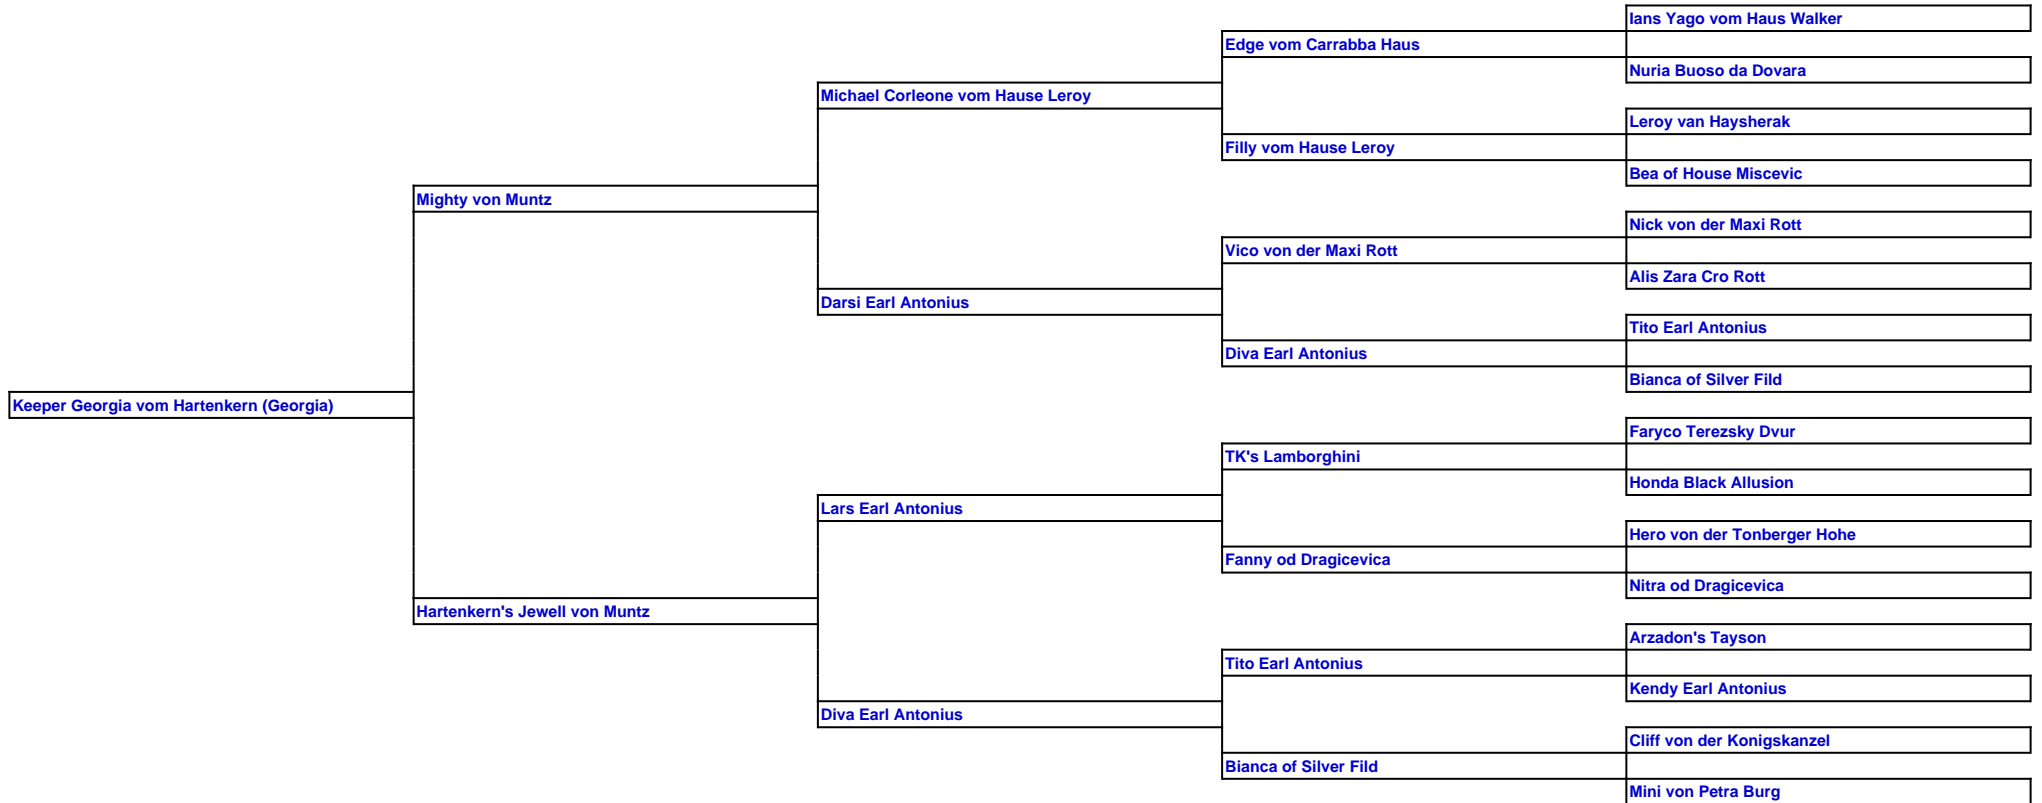 Ians Yago vom Haus Walker
Edge vom Carrabba Haus
Nuria Buoso da Dovara
Michael Corleone vom Hause Leroy
Leroy van Haysherak
Filly vom Hause Leroy
Bea of House Miscevic
Mighty von Muntz
Nick von der Maxi Rott
Vico von der Maxi Rott
Alis Zara Cro Rott
Darsi Earl Antonius
Tito Earl Antonius
Diva Earl Antonius
Bianca of Silver Fild
Keeper Georgia vom Hartenkern (Georgia)
Faryco Terezsky Dvur
TK's Lamborghini
Honda Black Allusion
Lars Earl Antonius
Hero von der Tonberger Hohe
Fanny od Dragicevica
Nitra od Dragicevica
Hartenkern's Jewell von Muntz
Arzadon's Tayson
Tito Earl Antonius
Kendy Earl Antonius
Diva Earl Antonius
Cliff von der Konigskanzel
Bianca of Silver Fild
Mini von Petra Burg